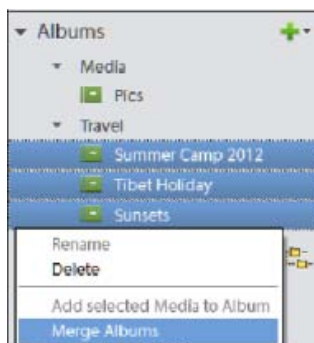 Albums
Media
Pics
Travel
Summer Camp 2012
Tibet Holiday
Sunsets
Rename
Delete
Add selected Media to Album
Merge Albums